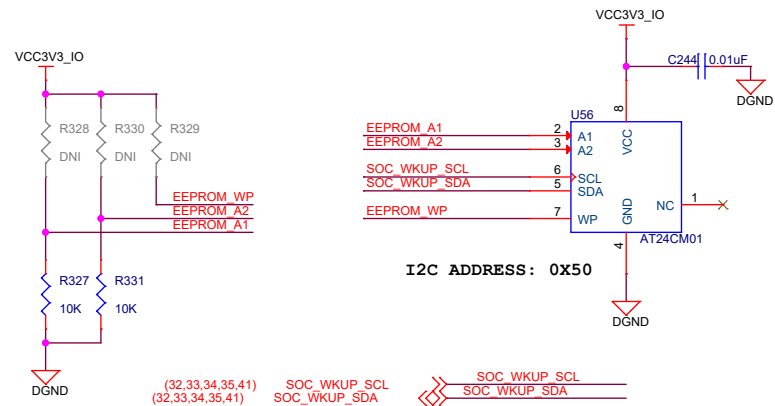 VCC3V3_IO
VCC3V3_IO
C244 0.01uF
DGND
R328 R330 R329
DNI DNI DNI
EEPROM_WP
EEPROM_A2
EEPROM_A1
R327 R331
10K 10K
DGND
U56
8
VCC
EEPROM_A1 2 A1
EEPROM_A2 3 A2
SOC_WKUP_SCL 6 SCL
SOC_WKUP_SDA 5 SDA
EEPROM_WP 7 WP
NC 1
GND
4
AT24CM01
I2C ADDRESS: 0X50
DGND
(32,33,34,35,41) SOC_WKUP_SCL SOC_WKUP_SCL
(32,33,34,35,41) SOC_WKUP_SDA SOC_WKUP_SDA